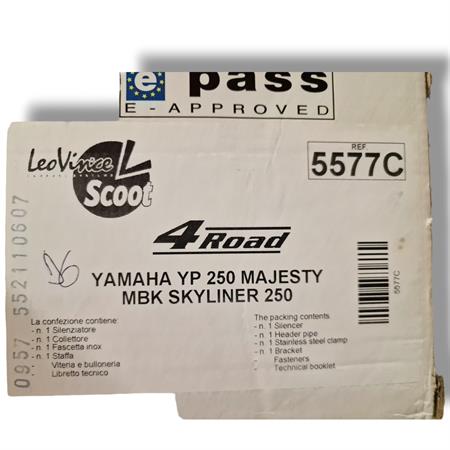 e pass
E-APPROVED
LeoVince
Scoot
REF.
5577C
4Road
YAMAHA YP 250 MAJESTY
MBK SKYLINER 250
5577C
0957 552110607
La confezione contiene:
- n. 1 Silenziatore
- n. 1 Collettore
- n. 1 Fascetta inox
- n. 1 Staffa
Viteria e bulloneria
Libretto tecnico
The packing contents
- n. 1 Silencer
- n. 1 Header pipe
- n. 1 Stainless steel clamp
- n. 1 Bracket
Fasteners
Technical booklet